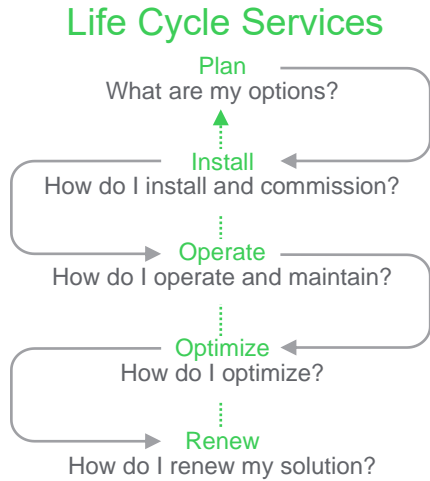 Life Cycle Services
Plan
What are my options?
Install
How do I install and commission?
Operate
How do I operate and maintain?
Optimize
How do I optimize?
Renew
How do I renew my solution?